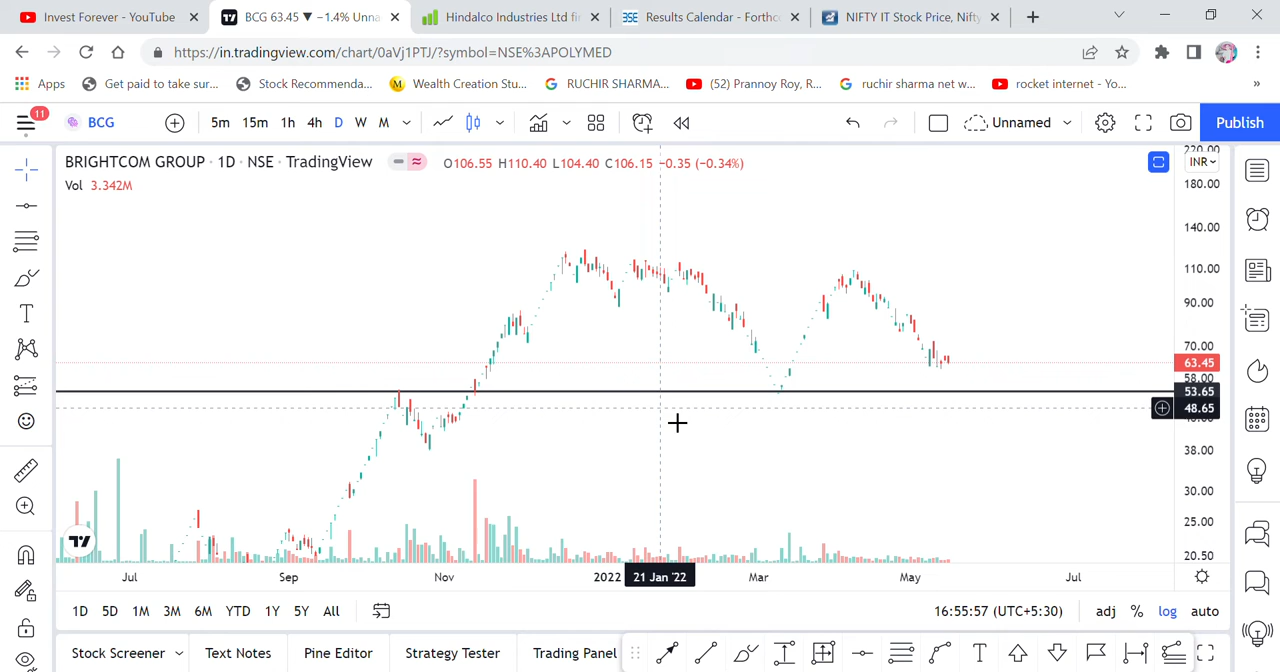 Invest Forever - YouTube
BCG 63.45 ▼ −1.4% Unna
Hindalco Industries Ltd fi
BSE Results Calendar - Forthc
NIFTY IT Stock Price, Nifty
https://in.tradingview.com/chart/0aVj1PTJ/?symbol=NSE%3APOLYMED
Apps
Get paid to take sur...
Stock Recommenda...
M Wealth Creation Stu...
G RUCHIR SHARMA...
(52) Prannoy Roy, R...
G ruchir sharma net w...
rocket internet - Yo...
»
11
BCG
5m 15m 1h 4h D W M
Unnamed
Publish
BRIGHTCOM GROUP · 1D · NSE · TradingView
O106.55 H110.40 L104.40 C106.15 −0.35 (−0.34%)
Vol 3.342M
INR
220.00
180.00
140.00
110.00
90.00
70.00
63.45
58.00
53.65
48.65
38.00
30.00
25.00
20.50
Jul Sep Nov 2022 21 Jan '22 Mar May Jul
1D 5D 1M 3M 6M YTD 1Y 5Y All
16:55:57 (UTC+5:30)
adj % log auto
Stock Screener Text Notes Pine Editor Strategy Tester Trading Panel